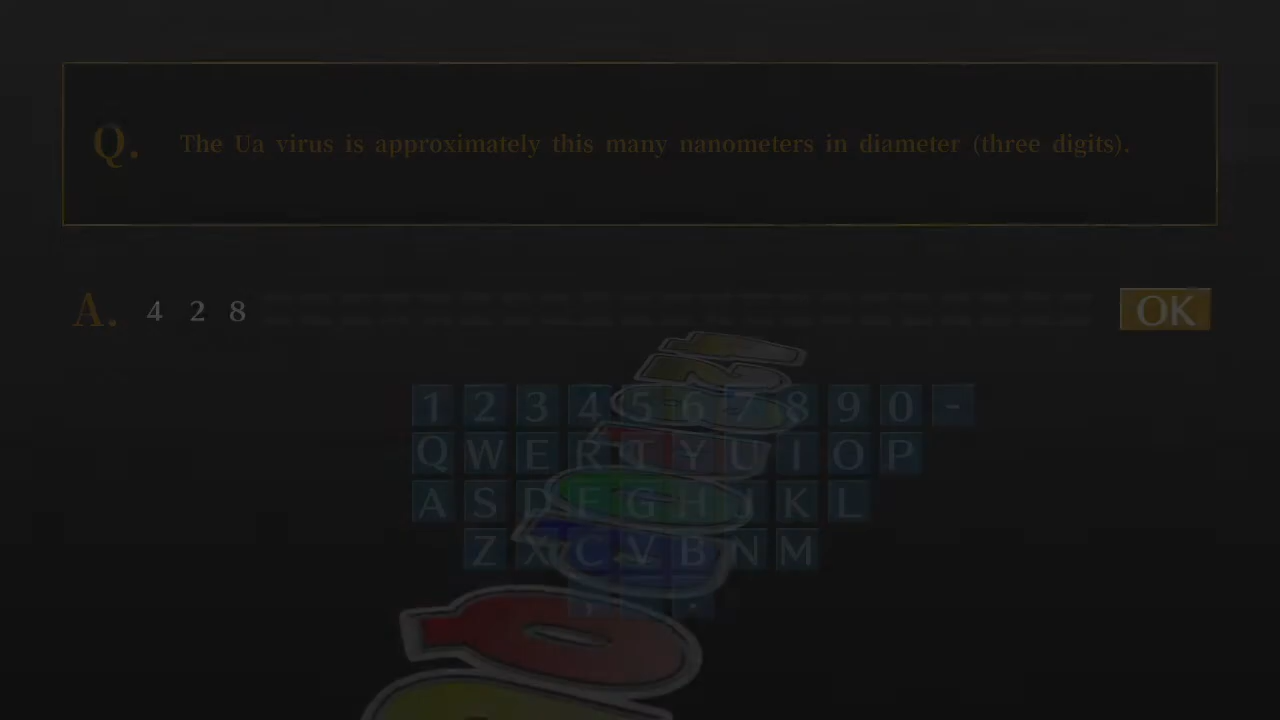 Q. The Ua virus is approximately this many nanometers in diameter (three digits).
A. 4 2 8 OK
1 2 3 4 5 6 7 8 9 0 -
Q W E R T Y U I O P
A S D F G H J K L
Z X C V B N M